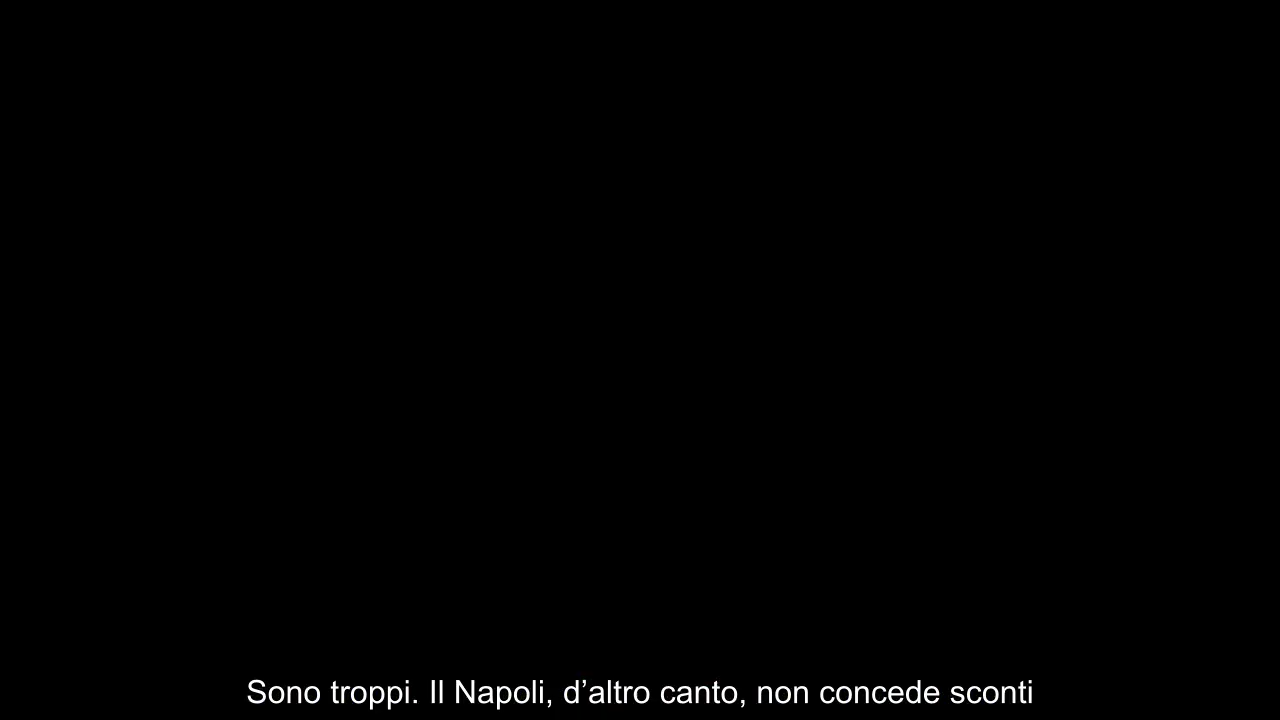 Sono troppi. Il Napoli, d’altro canto, non concede sconti